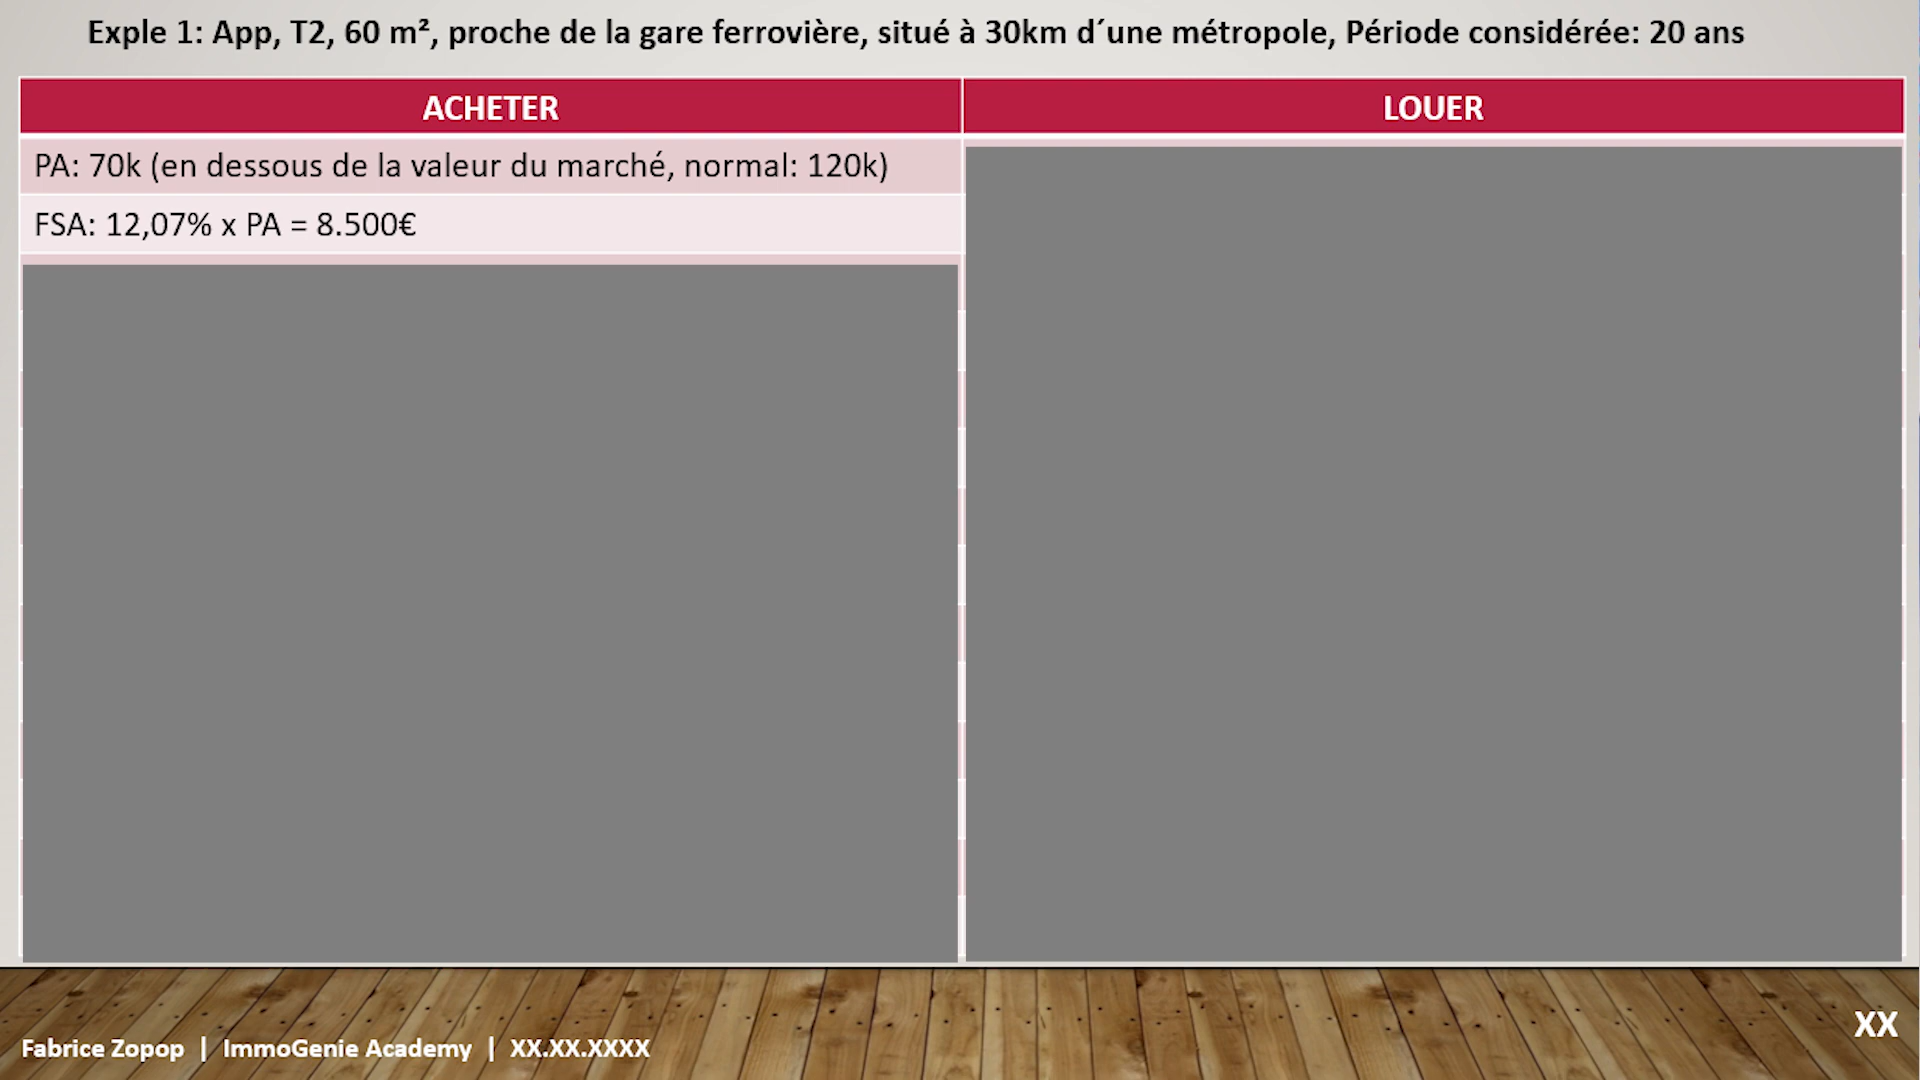 Exple 1: App, T2, 60 m², proche de la gare ferrovière, situé à 30km d´une métropole, Période considérée: 20 ans
ACHETER
LOUER
PA: 70k (en dessous de la valeur du marché, normal: 120k)
FSA: 12,07% x PA = 8.500€
XX
Fabrice Zopop | ImmoGenie Academy | XX.XX.XXXX